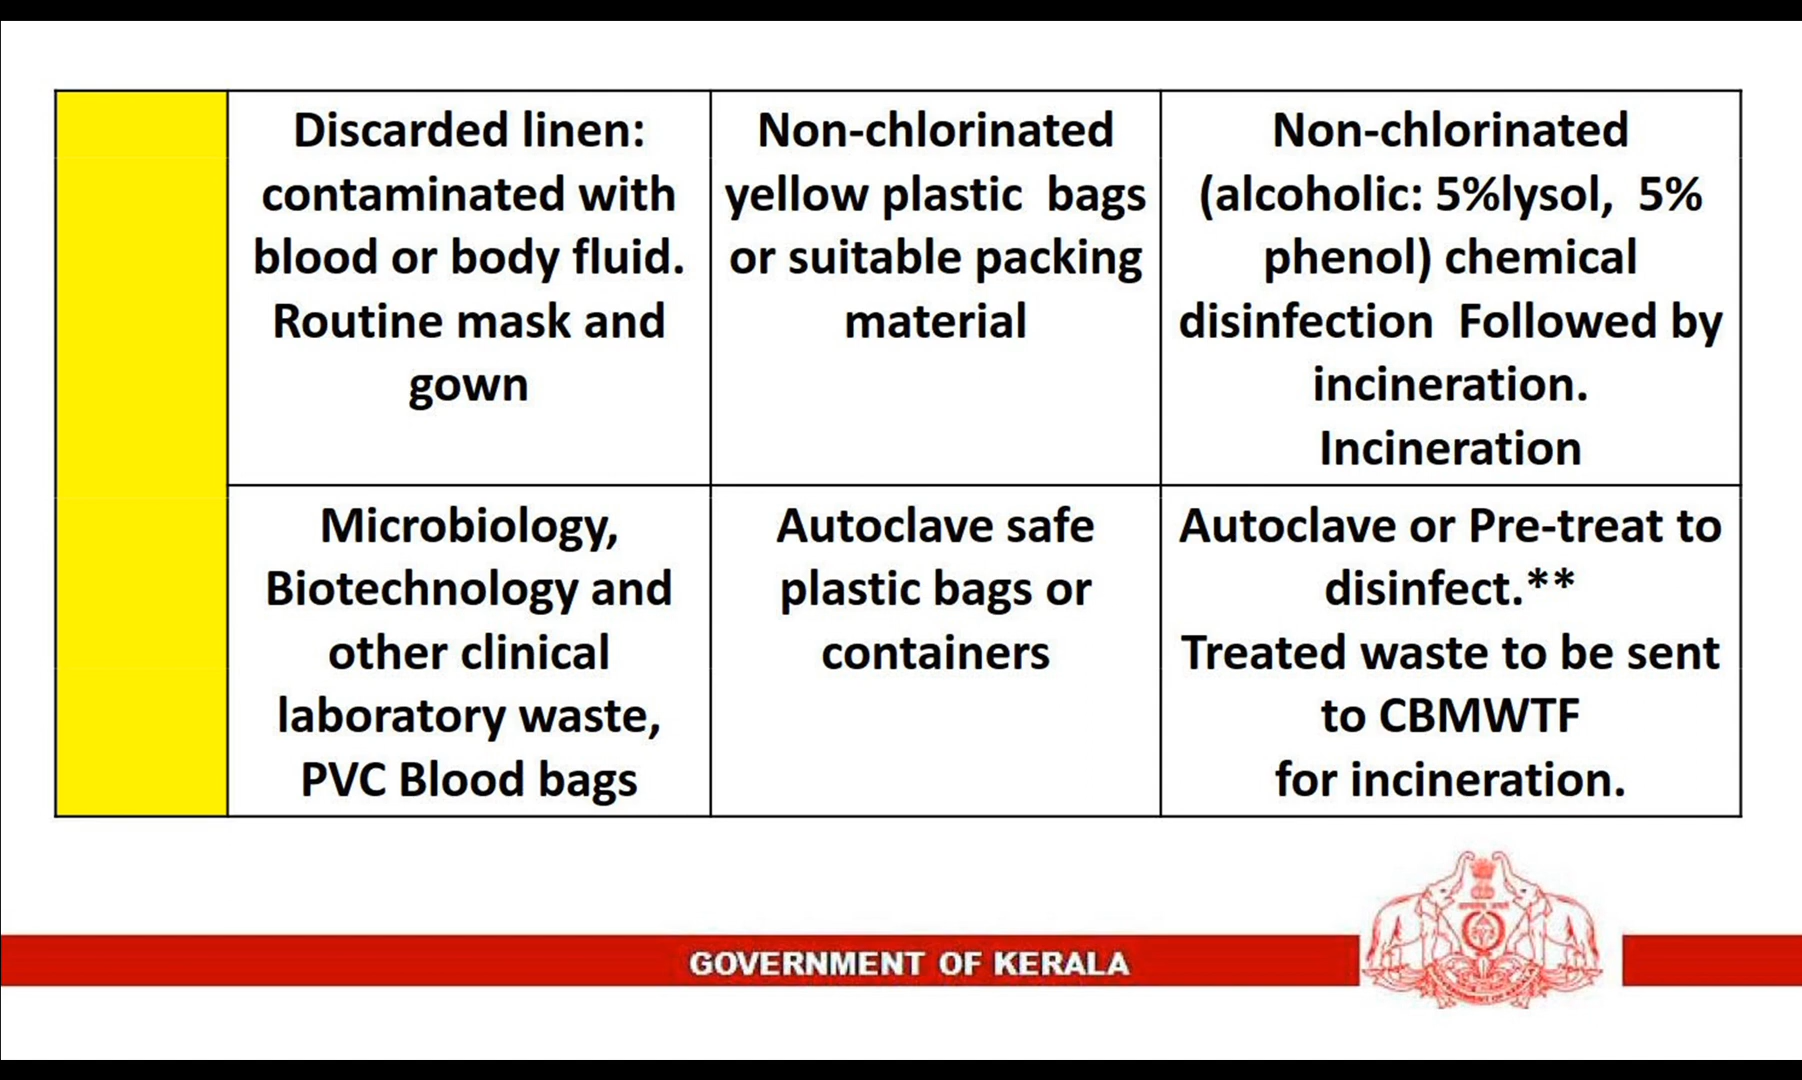 Discarded linen:
contaminated with
blood or body fluid.
Routine mask and
gown
Non-chlorinated
yellow plastic bags
or suitable packing
material
Non-chlorinated
(alcoholic: 5%lysol, 5%
phenol) chemical
disinfection Followed by
incineration.
Incineration
Microbiology,
Biotechnology and
other clinical
laboratory waste,
PVC Blood bags
Autoclave safe
plastic bags or
containers
Autoclave or Pre-treat to
disinfect.**
Treated waste to be sent
to CBMWTF
for incineration.
GOVERNMENT OF KERALA